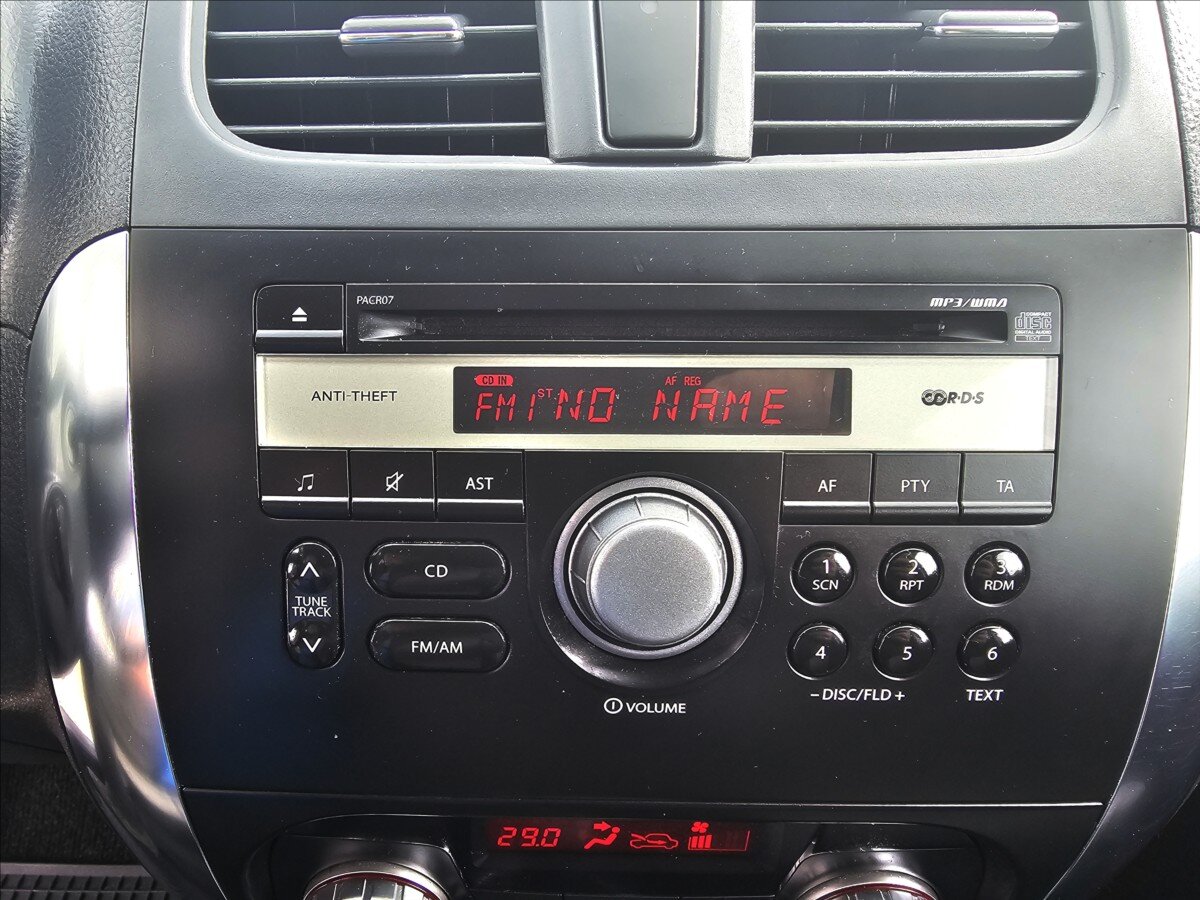 PACR07
MP3/WMA
COMPACT
disc
DIGITAL AUDIO
TEXT
ANTI-THEFT
CD IN
AF REG
FM1 ST NO NAME
R·D·S
AST
AF
PTY
TA
TUNE
TRACK
CD
FM/AM
1
SCN
2
RPT
3
RDM
4
5
6
– DISC/FLD +
TEXT
VOLUME
29.0